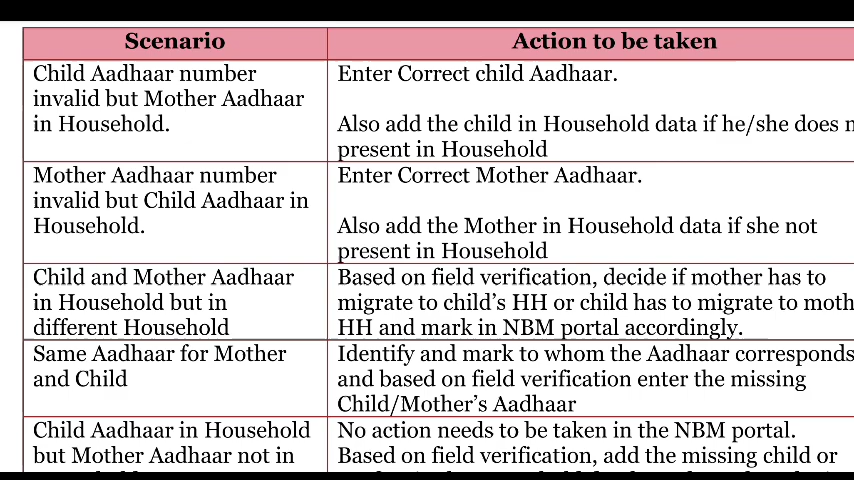 Scenario
Action to be taken
Child Aadhaar number
invalid but Mother Aadhaar
in Household.
Enter Correct child Aadhaar.
Also add the child in Household data if he/she does
present in Household
Mother Aadhaar number
invalid but Child Aadhaar in
Household.
Enter Correct Mother Aadhaar.
Also add the Mother in Household data if she not
present in Household
Child and Mother Aadhaar
in Household but in
different Household
Based on field verification, decide if mother has to
migrate to child's HH or child has to migrate to
HH and mark in NBM portal accordingly.
Same Aadhaar for Mother
and Child
Identify and mark to whom the Aadhaar corresponds
and based on field verification enter the missing
Child/Mother's Aadhaar
Child Aadhaar in Household
but Mother Aadhaar not in
No action needs to be taken in the NBM portal.
Based on field verification, add the missing child or